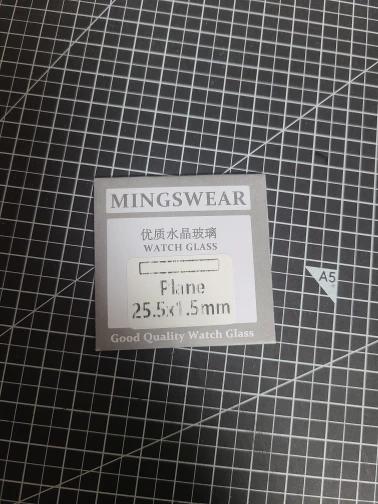 MINGSWEAR
优质水晶玻璃
WATCH GLASS
Plane
25.5x1.5mm
Good Quality Watch Glass
A5